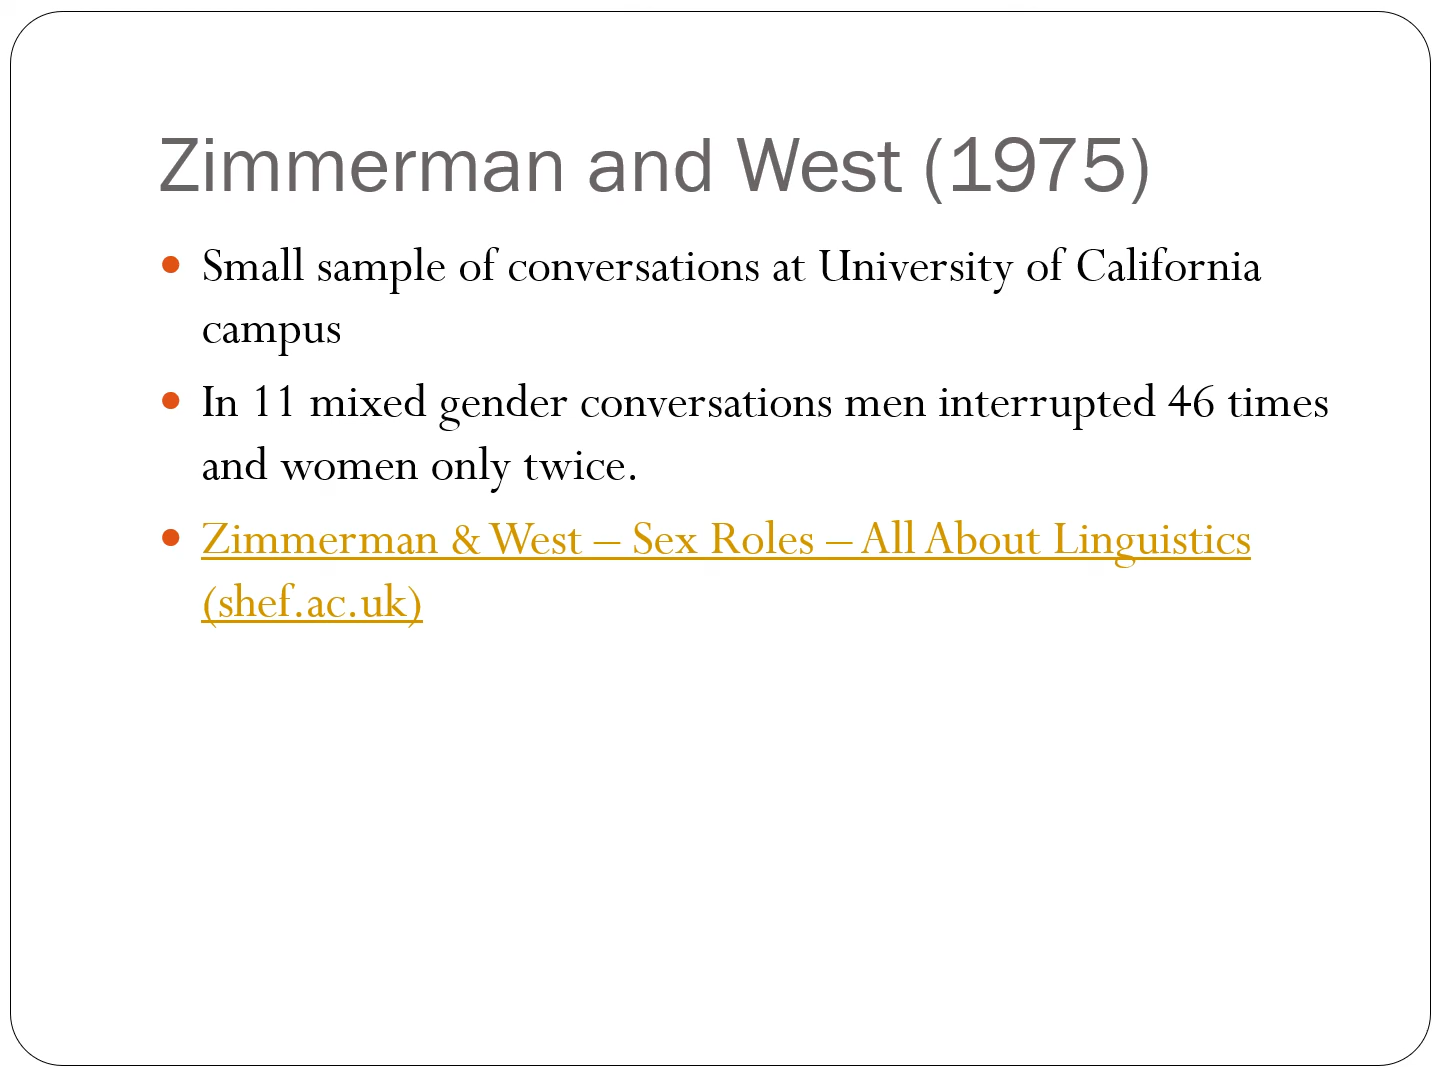 Zimmerman and West (1975)
• Small sample of conversations at University of California
campus
• In 11 mixed gender conversations men interrupted 46 times
and women only twice.
• Zimmerman & West – Sex Roles – All About Linguistics
(shef.ac.uk)